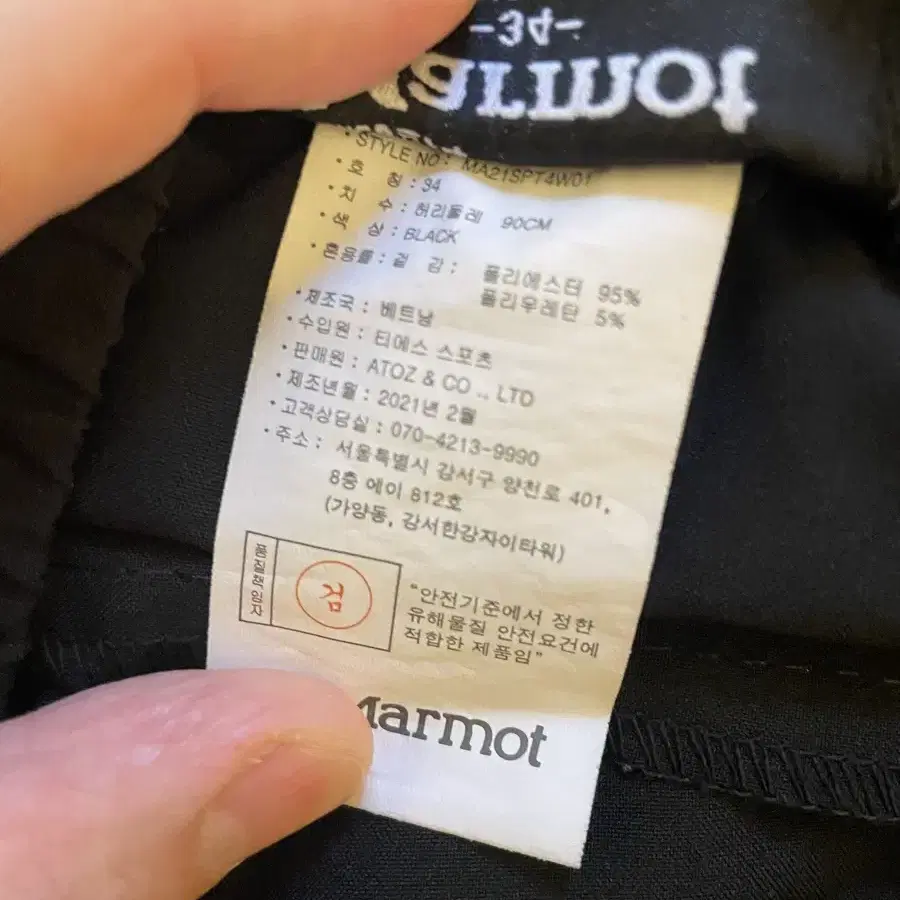 -34-
Marmot
· STYLE NO : MA21SPT4W01
· 호 칭 : 34
· 치 수 : 허리둘레 90CM
· 색 상 : BLACK
· 혼용률 : 겉 감 : 폴리에스터 95%
폴리우레탄 5%
· 제조국 : 베트남
· 수입원 : 티에스 스포츠
· 판매원 : ATOZ & CO ., LTD
· 제조년월 : 2021년 2월
· 고객상담실 : 070-4213-9990
· 주소 : 서울특별시 강서구 양천로 401,
8층 에이 812호
(가양동, 강서한강자이타워)
품질책임자
검
"안전기준에서 정한
유해물질 안전요건에
적합한 제품임"
Marmot